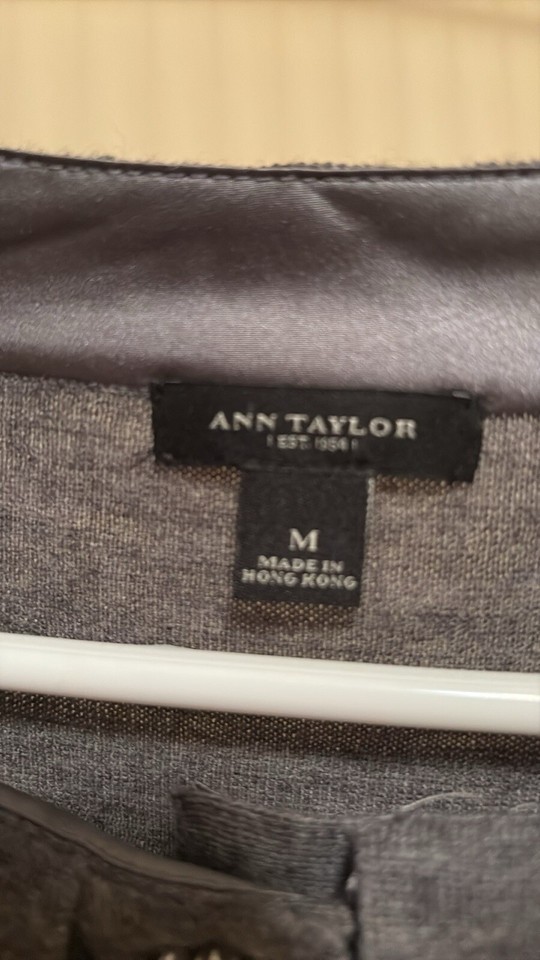 ANN TAYLOR
EST. 1954
M
MADE IN
HONG KONG